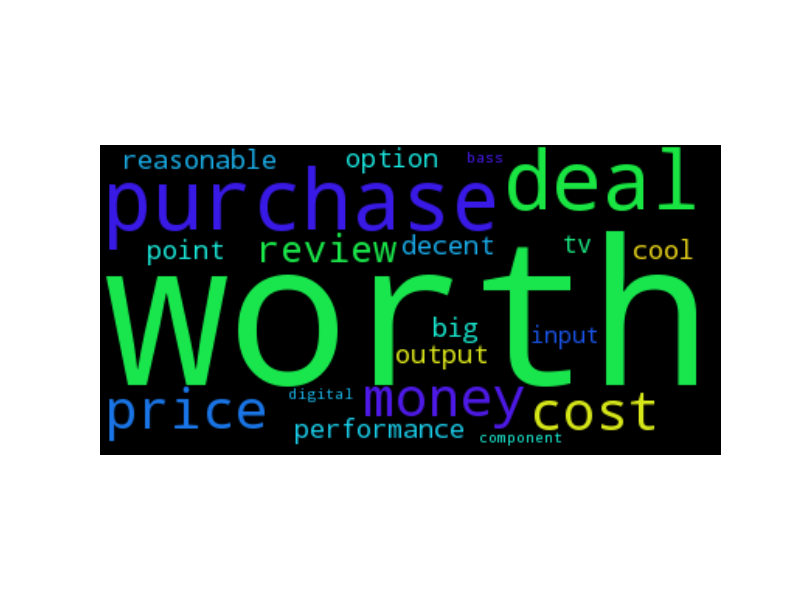 reasonable option bass
purchase deal
point review decent tv cool
worth
big input
output
digital
price money cost
performance component